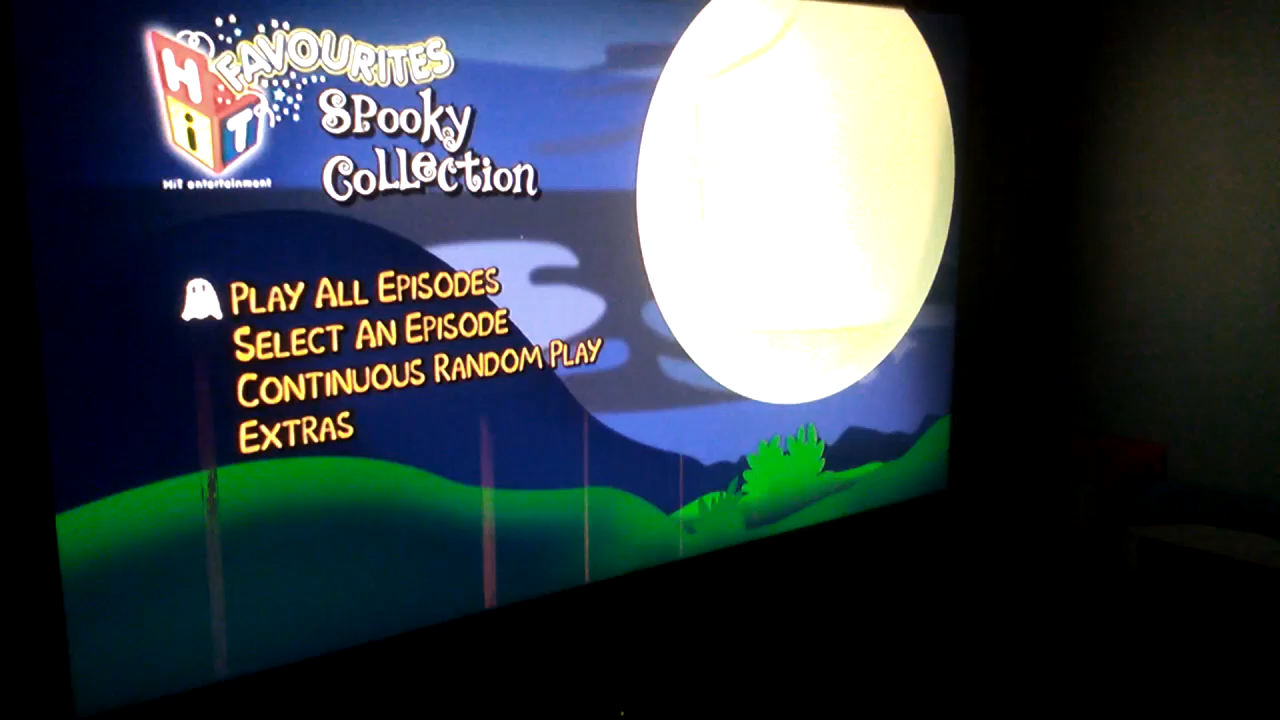 HiT
FAVOURITES
Spooky
Collection
HiT entertainment
PLAY ALL EPISODES
SELECT AN EPISODE
CONTINUOUS RANDOM PLAY
EXTRAS